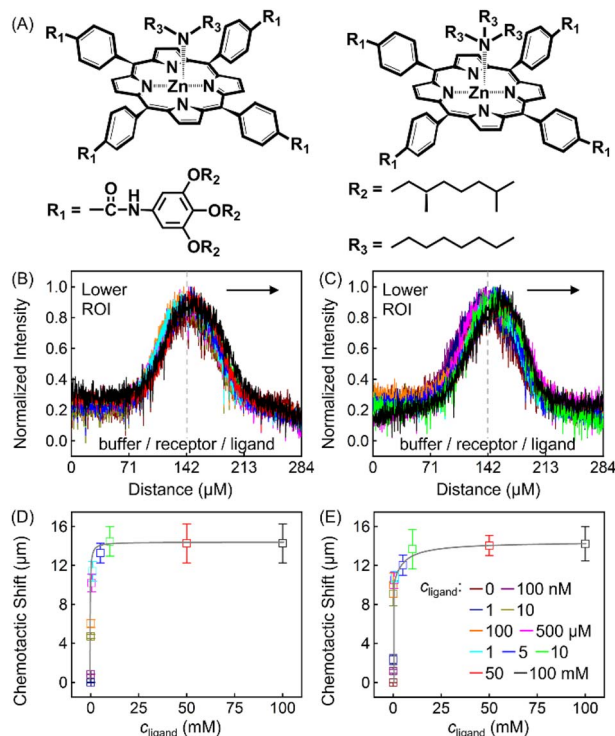 (A)
R3
R3 N R3
R1 R1
N
N Zn N
N
R1 R1
R3
R3 N R3
R1 R1
N
N Zn N
N
R1 R1
R1 = O
C N H
OR2
OR2
OR2
R2 =
R3 =
(B) Lower
ROI
Normalized Intensity
1.0
0.8
0.6
0.4
0.2
0.0
buffer / receptor / ligand
0 71 142 213 284
Distance (µM)
(C) Lower
ROI
Normalized Intensity
1.0
0.8
0.6
0.4
0.2
0.0
buffer / receptor / ligand
0 71 142 213 284
Distance (µM)
(D)
Chemotactic Shift (µm)
16
12
8
4
0
0 25 50 75 100
cligand (mM)
(E)
Chemotactic Shift (µm)
16
12
8
4
0
cligand: 0 100 nM
1 10
100 500 µM
1 5 10
50 100 mM
0 25 50 75 100
cligand (mM)